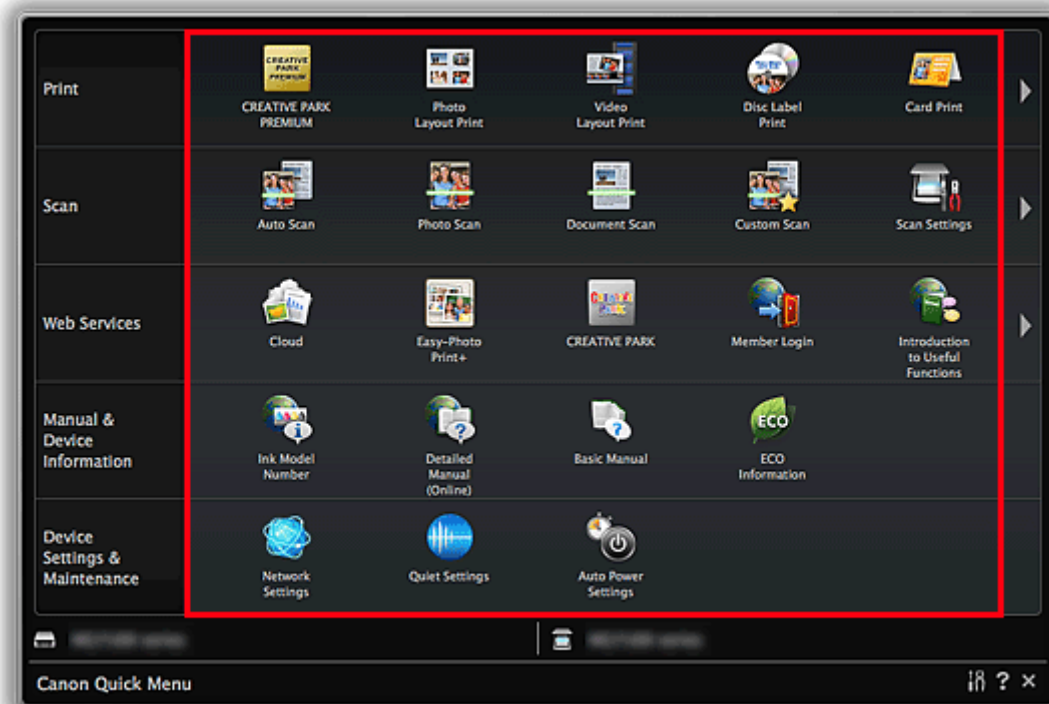 Print
CREATIVE
PARK
PREMIUM
CREATIVE PARK
PREMIUM
Photo
Layout Print
Video
Layout Print
Disc Label
Print
Card Print
Scan
Auto Scan
Photo Scan
Document Scan
Custom Scan
Scan Settings
Web Services
Cloud
Easy-Photo
Print+
CREATIVE PARK
Member Login
Introduction
to Useful
Functions
Manual &
Device
Information
Ink Model
Number
Detailed
Manual
(Online)
Basic Manual
ECO
ECO
Information
Device
Settings &
Maintenance
Network
Settings
Quiet Settings
Auto Power
Settings
Canon Quick Menu